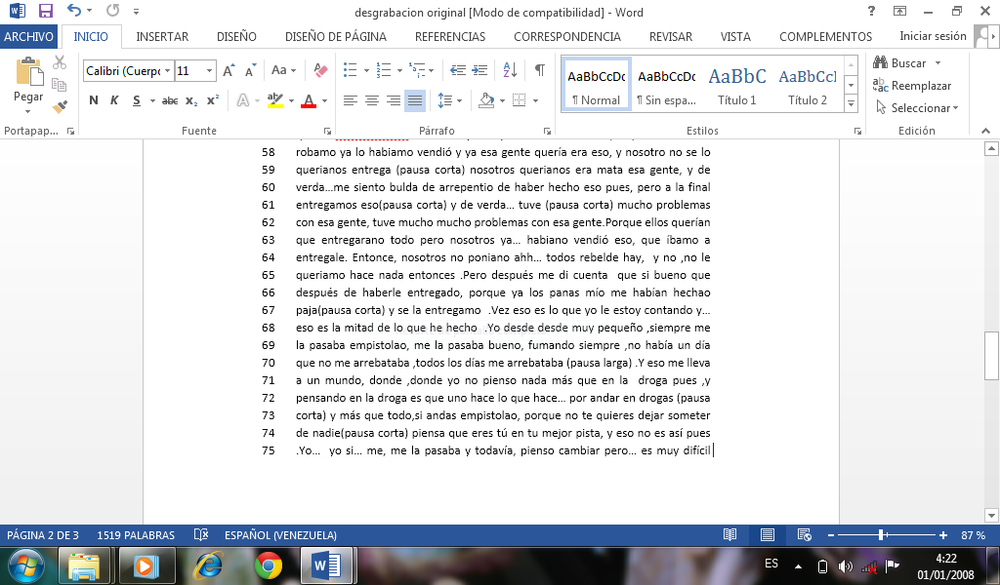 desgrabacion original [Modo de compatibilidad] - Word
ARCHIVO INICIO INSERTAR DISEÑO DISEÑO DE PÁGINA REFERENCIAS CORRESPONDENCIA REVISAR VISTA COMPLEMENTOS Iniciar sesión
Pegar
Calibri (Cuerpo 11
N K S abc x₂ x²
AaBbCcDc AaBbCcDc AaBbC AaBbCcI
¶ Normal ¶ Sin espa... Título 1 Título 2
Buscar
Reemplazar
Seleccionar
Portapap... Fuente Párrafo Estilos Edición
58 robamo ya lo habiamo vendió y ya esa gente quería era eso, y nosotro no se lo
59 querianos entrega (pausa corta) nosotros querianos era mata esa gente, y de
60 verda...me siento bulda de arrepentio de haber hecho eso pues, pero a la final
61 entregamos eso(pausa corta) y de verda... tuve (pausa corta) mucho problemas
62 con esa gente, tuve mucho mucho problemas con esa gente.Porque ellos querían
63 que entregarano todo pero nosotros ya... habiano vendió eso, que íbamo a
64 entregale. Entonce, nosotros no poniano ahh... todos rebelde hay, y no ,no le
65 queriamo hace nada entonces .Pero después me di cuenta que si bueno que
66 después de haberle entregado, porque ya los panas mío me habían hechao
67 paja(pausa corta) y se la entregamo .Vez eso es lo que yo le estoy contando y...
68 eso es la mitad de lo que he hecho .Yo desde desde muy pequeño ,siempre me
69 la pasaba empistolao, me la pasaba bueno, fumando siempre ,no había un día
70 que no me arrebataba ,todos los días me arrebataba (pausa larga) .Y eso me lleva
71 a un mundo, donde ,donde yo no pienso nada más que en la droga pues ,y
72 pensando en la droga es que uno hace lo que hace... por andar en drogas (pausa
73 corta) y más que todo,si andas empistolao, porque no te quieres dejar someter
74 de nadie(pausa corta) piensa que eres tú en tu mejor pista, y eso no es así pues
75 .Yo... yo si... me, me la pasaba y todavía, pienso cambiar pero... es muy difícil
PÁGINA 2 DE 3 1519 PALABRAS ESPAÑOL (VENEZUELA) 87 %
ES 4:22
01/01/2008